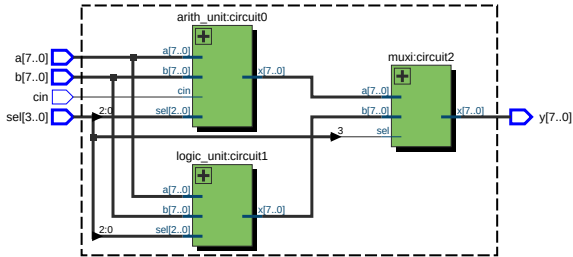 arith_unit:circuit0
a[7..0]
b[7..0]
cin
sel[3..0]
2:0
a[7..0]
b[7..0]
cin
sel[2..0]
x[7..0]
muxi:circuit2
a[7..0]
b[7..0]
sel
x[7..0]
3
y[7..0]
logic_unit:circuit1
a[7..0]
b[7..0]
sel[2..0]
x[7..0]
2:0